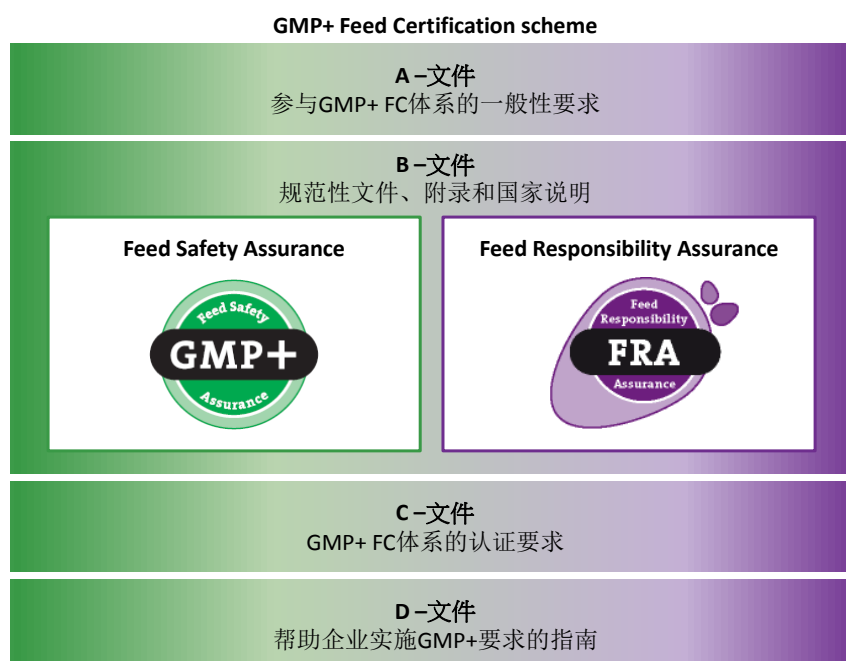 GMP+ Feed Certification scheme
A –文件
参与GMP+ FC体系的一般性要求
B –文件
规范性文件、附录和国家说明
Feed Safety Assurance
Feed Safety
GMP+
Assurance
Feed Responsibility Assurance
Feed
Responsibility
FRA
Assurance
C –文件
GMP+ FC体系的认证要求
D –文件
帮助企业实施GMP+要求的指南